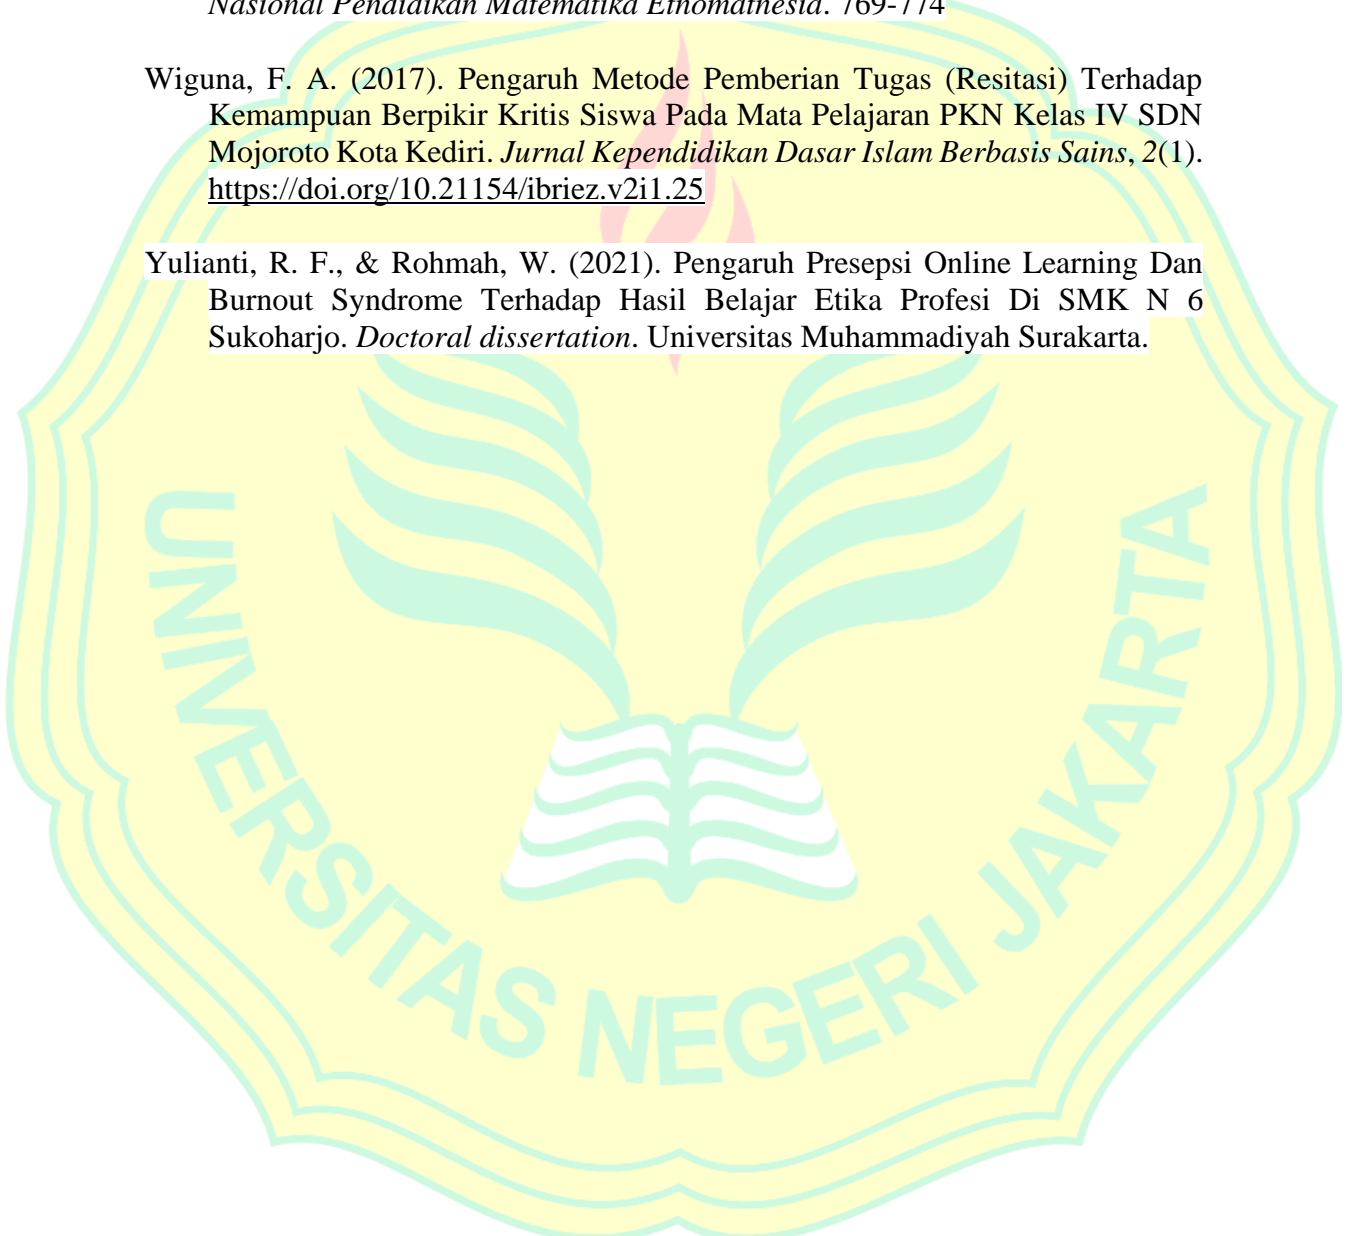 Nasional Pendidikan Matematika Etnomathnesia. 769-774
Wiguna, F. A. (2017). Pengaruh Metode Pemberian Tugas (Resitasi) Terhadap
Kemampuan Berpikir Kritis Siswa Pada Mata Pelajaran PKN Kelas IV SDN
Mojoroto Kota Kediri. Jurnal Kependidikan Dasar Islam Berbasis Sains, 2(1).
https://doi.org/10.21154/ibriez.v2i1.25
Yulianti, R. F., & Rohmah, W. (2021). Pengaruh Presepsi Online Learning Dan
Burnout Syndrome Terhadap Hasil Belajar Etika Profesi Di SMK N 6
Sukoharjo. Doctoral dissertation. Universitas Muhammadiyah Surakarta.
UNIVERSITAS NEGERI JAKARTA